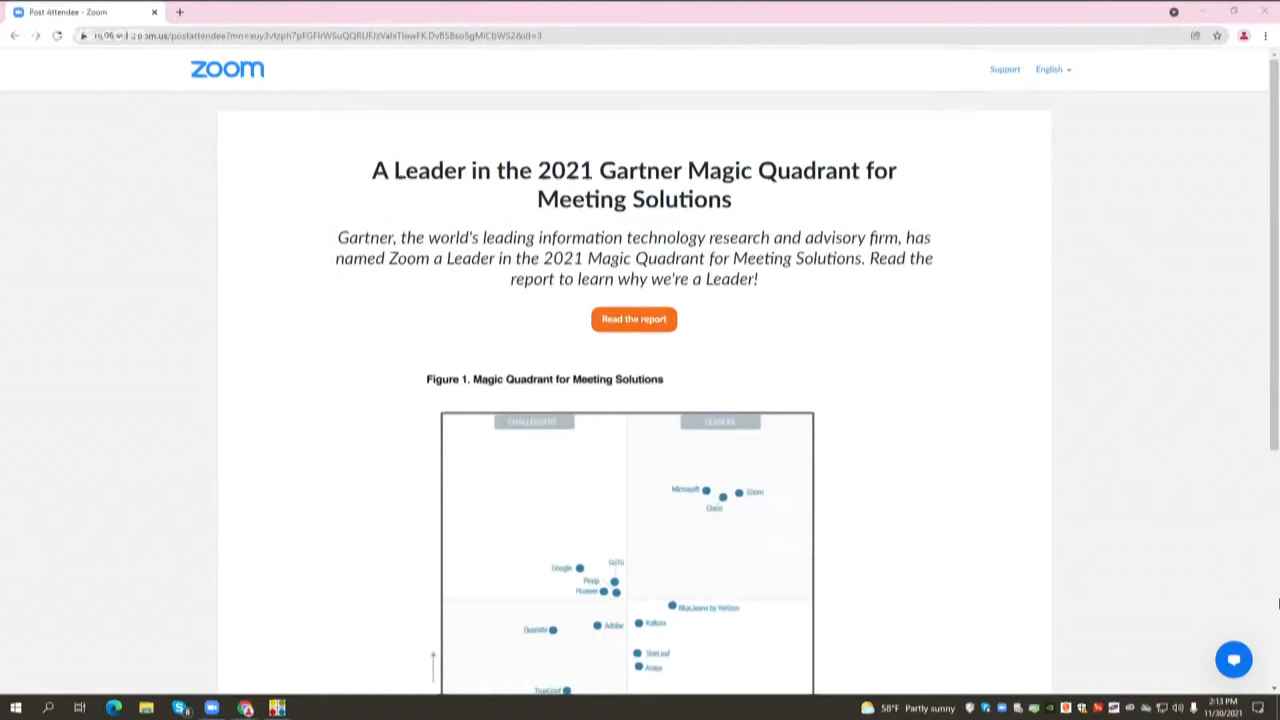 Post Attendee - Zoom
zoom
Support
English
A Leader in the 2021 Gartner Magic Quadrant for
Meeting Solutions
Gartner, the world's leading information technology research and advisory firm, has
named Zoom a Leader in the 2021 Magic Quadrant for Meeting Solutions. Read the
report to learn why we're a Leader!
Read the report
Figure 1. Magic Quadrant for Meeting Solutions
CHALLENGERS
LEADERS
Microsoft
Zoom
Cisco
GoTo
Google
Pexip
Huawei
BlueJeans by Verizon
Kaltura
Adobe
Quanshi
StarLeaf
Avaya
TrueConf
58°F Partly sunny
2:13 PM
11/30/2021